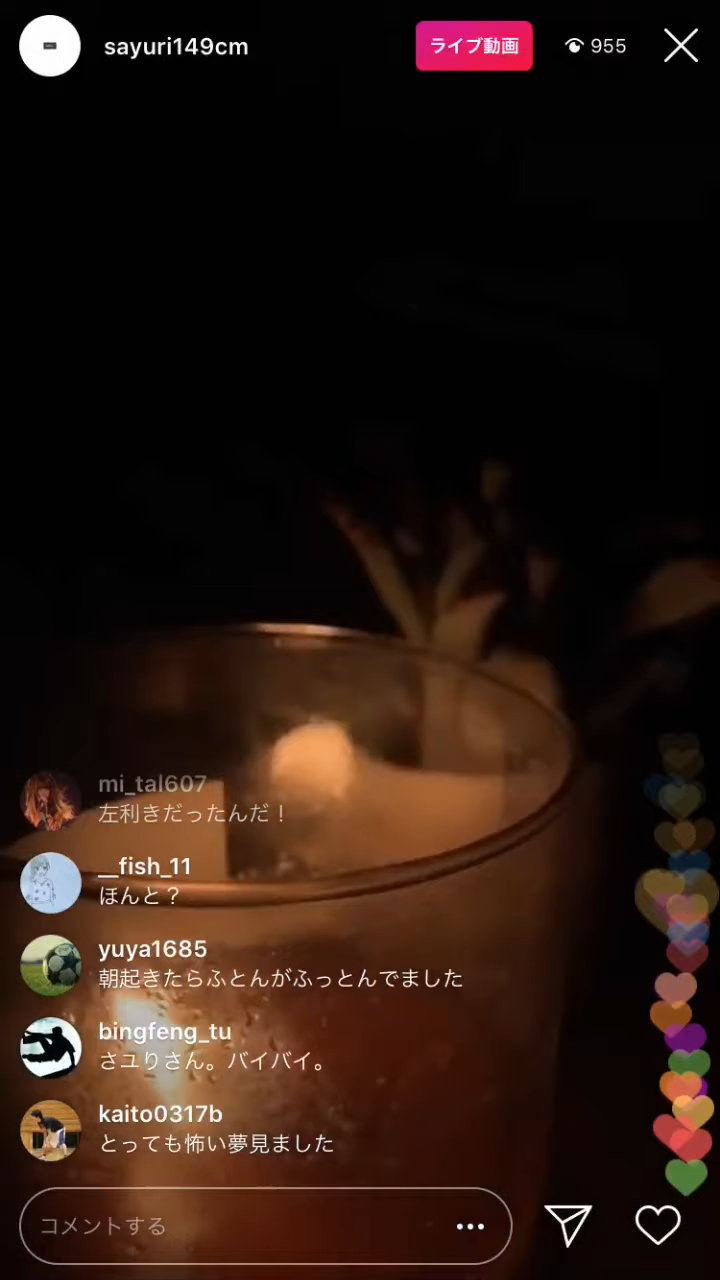 sayuri149cm
ライブ動画
955
mi_tal607
左利きだったんだ！
__fish_11
ほんと？
yuya1685
朝起きたらふとんがふっとんでました
bingfeng_tu
さユりさん。バイバイ。
kaito0317b
とっても怖い夢見ました
コメントする